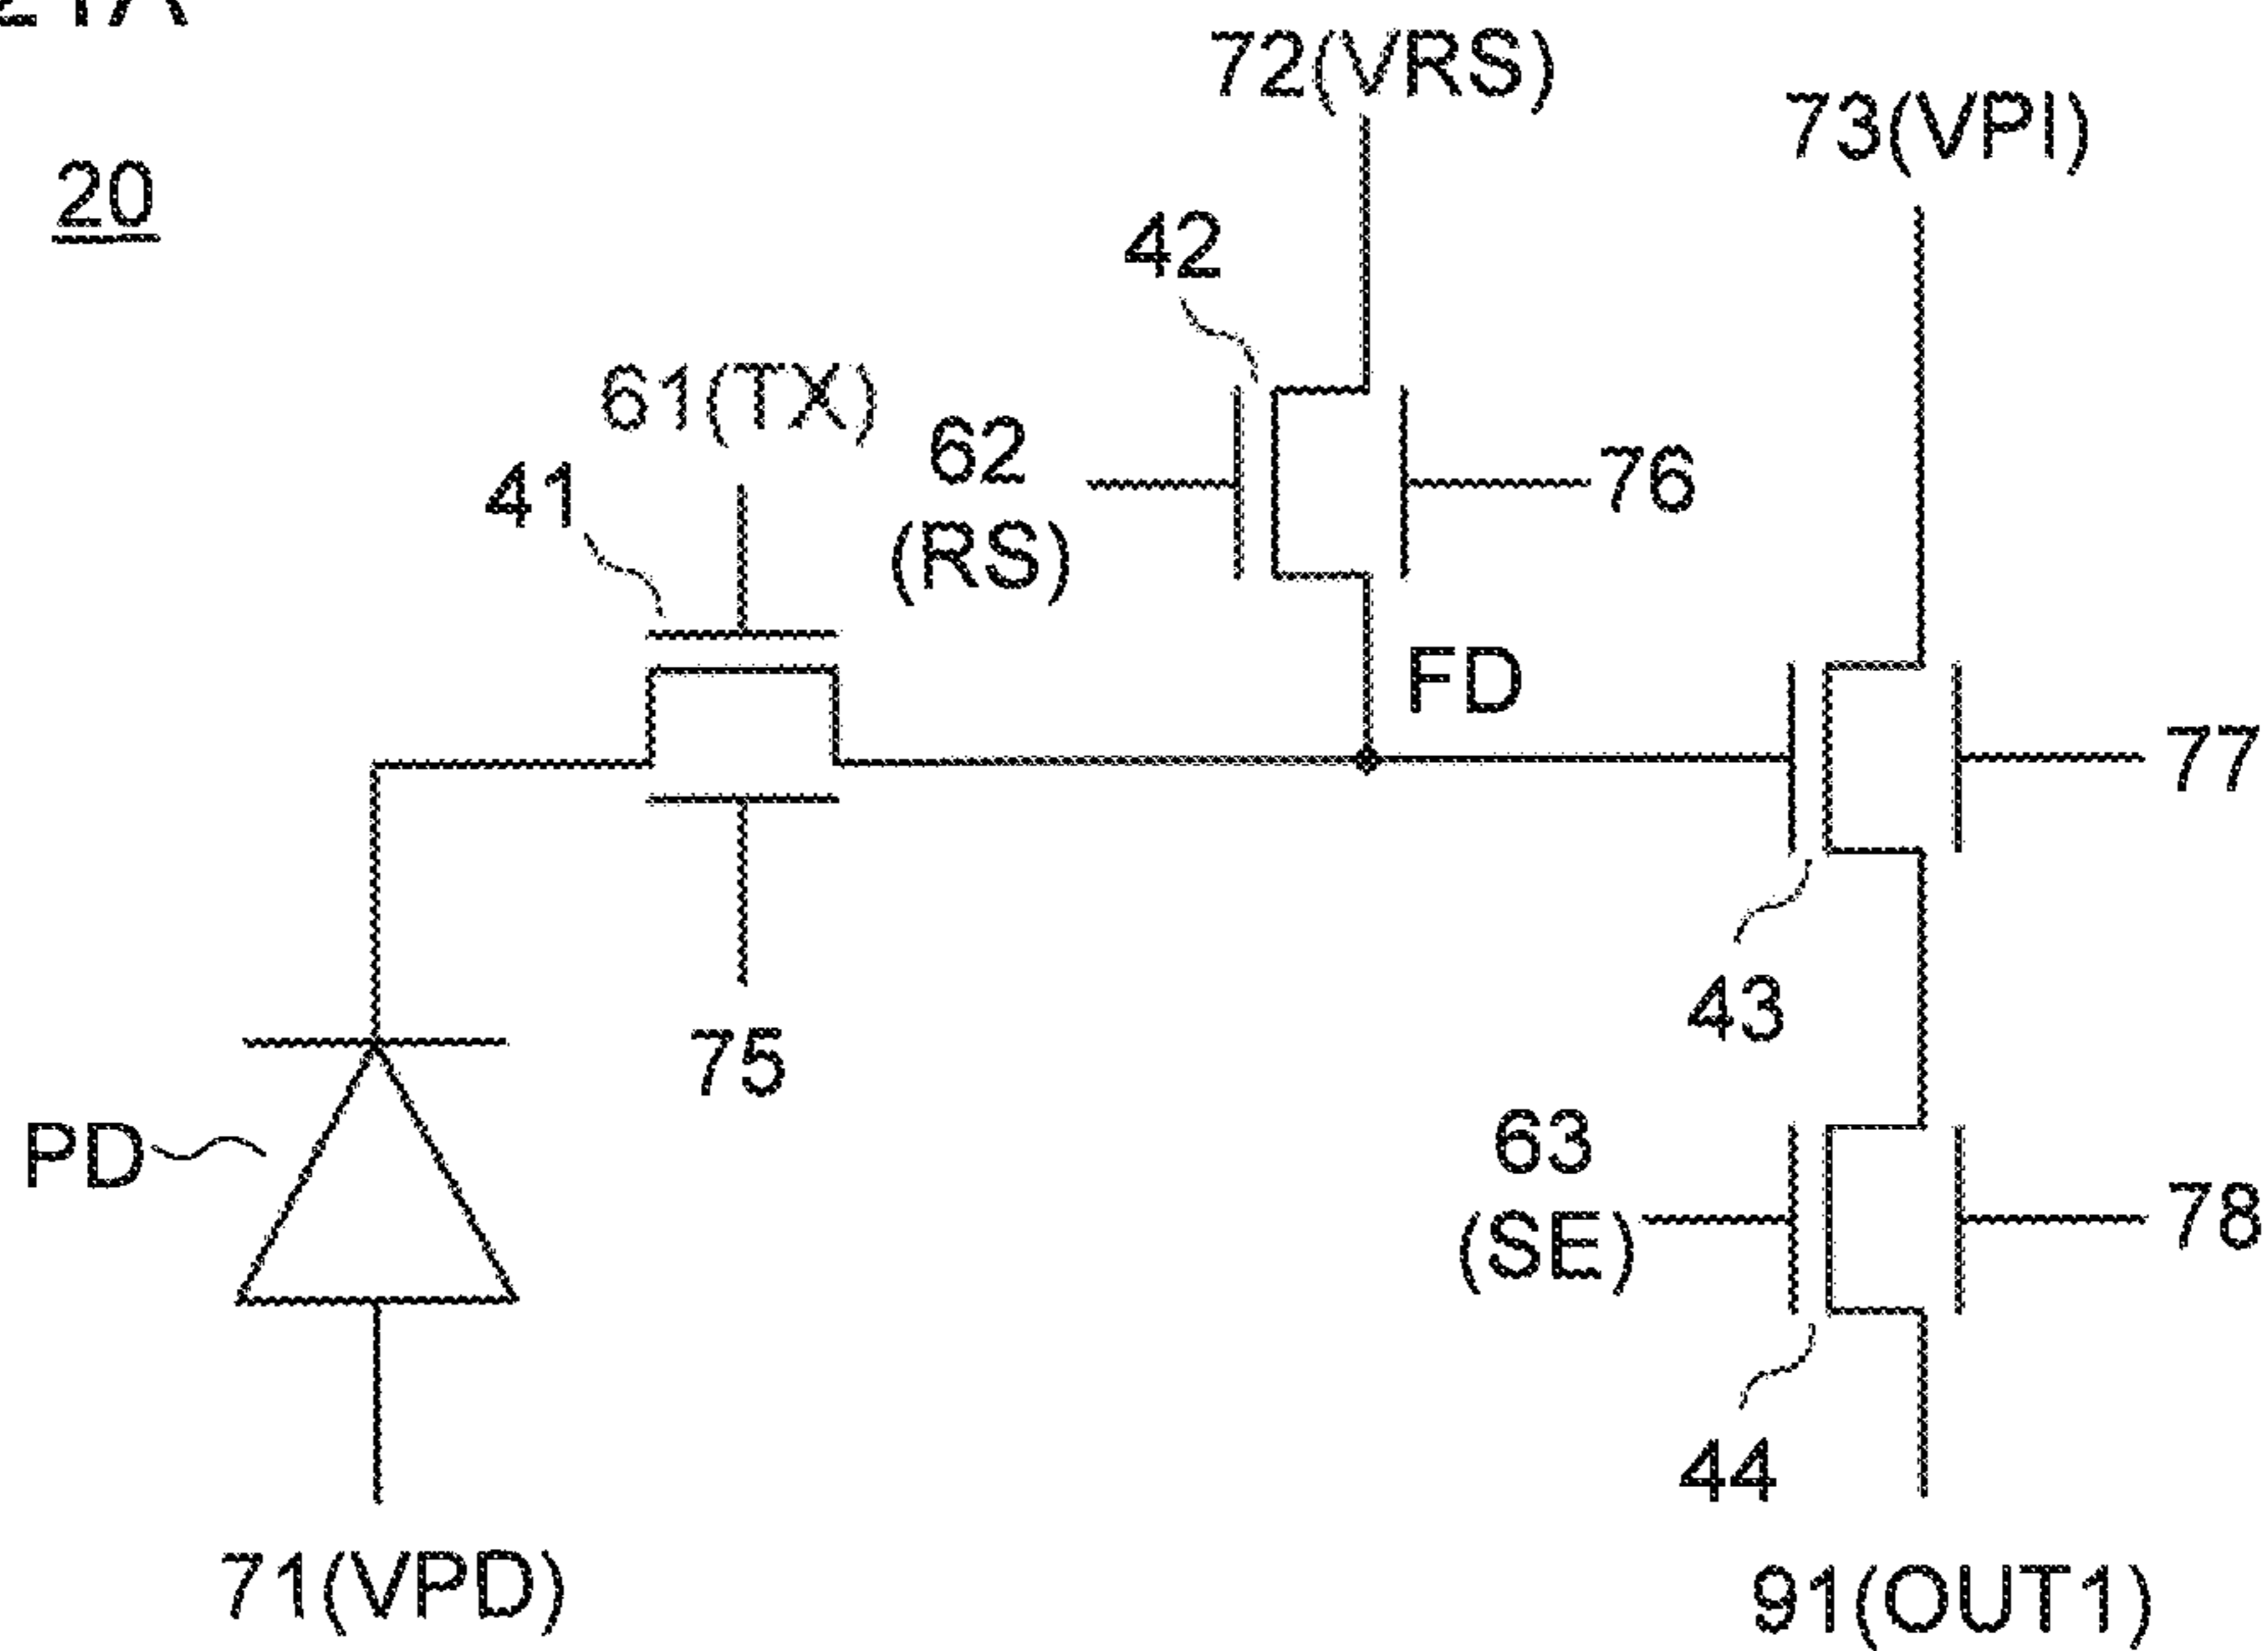 20
72(VRS)
73(VPI)
42
61(TX)
62
(RS)
41
76
FD
77
75
43
PD
63
(SE)
78
44
71(VPD)
91(OUT1)